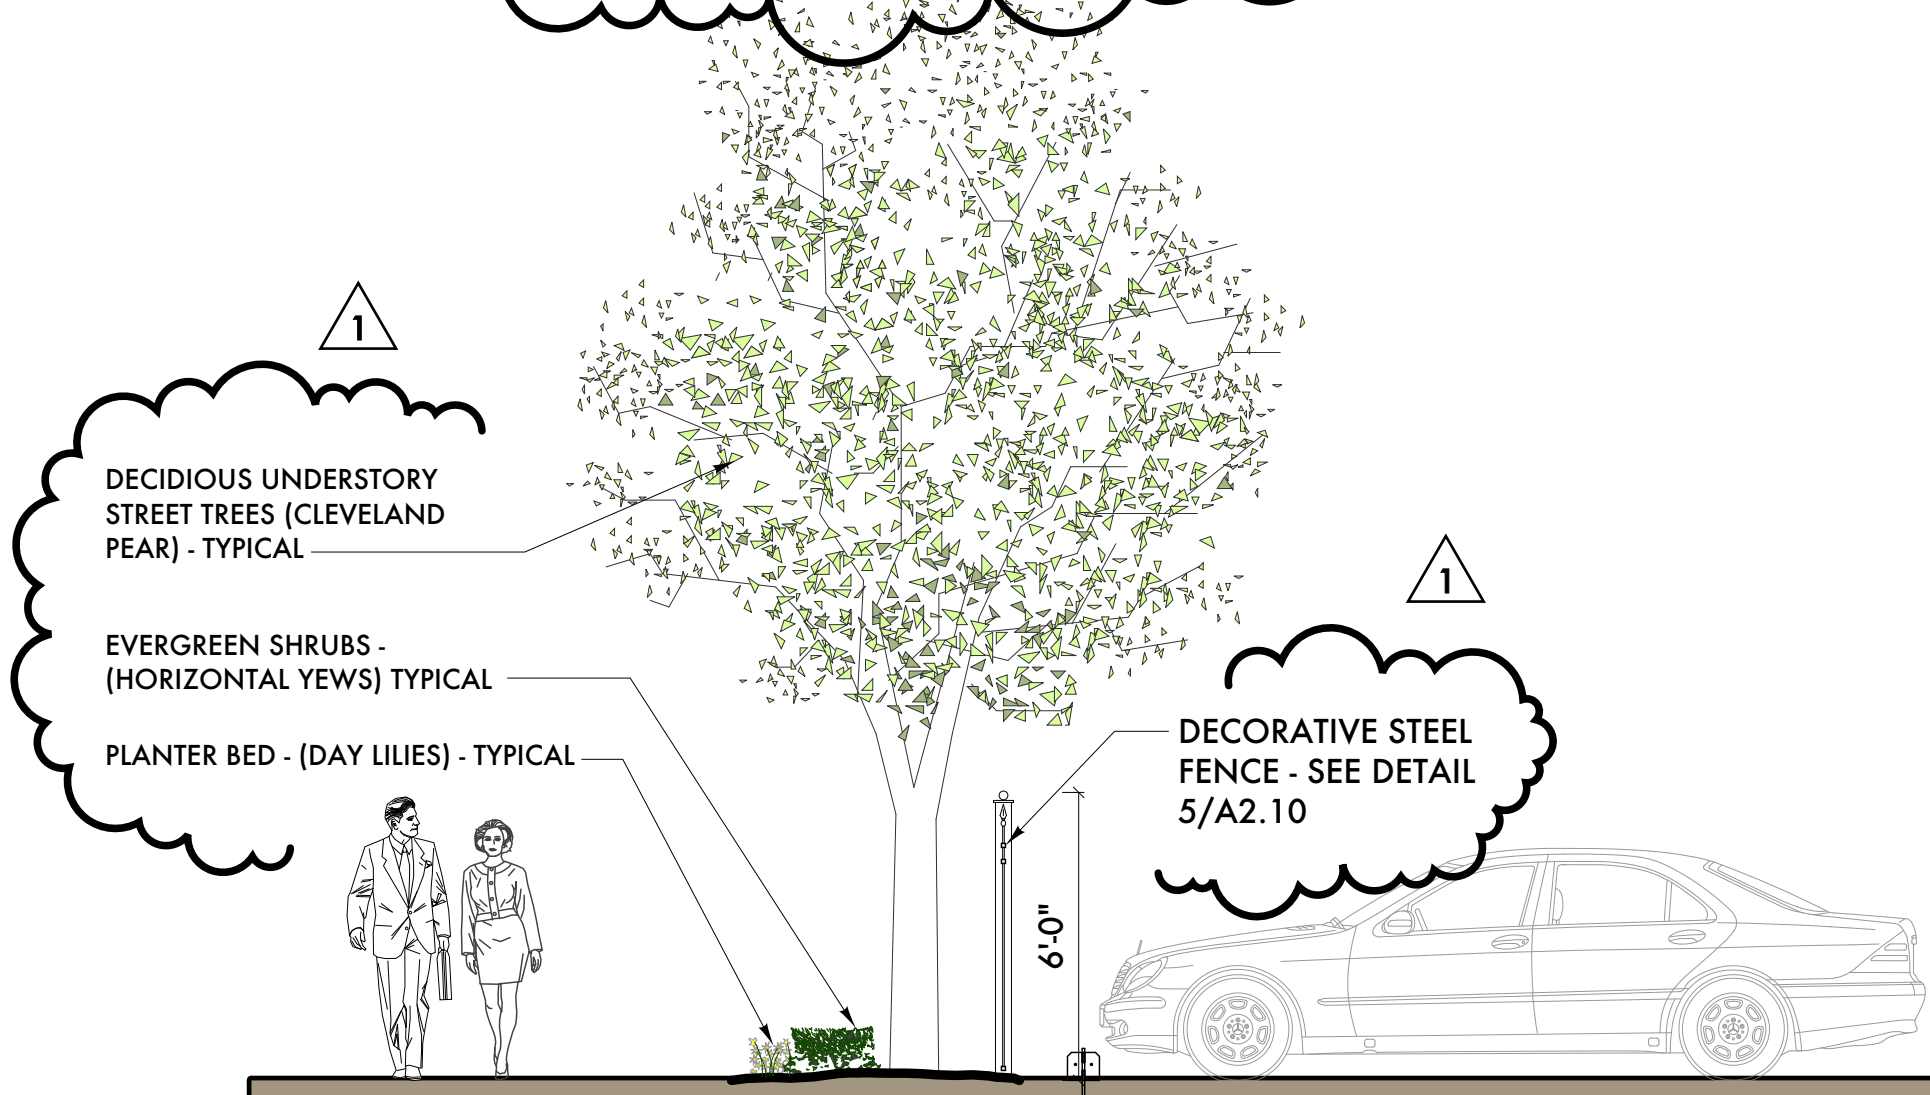 1
DECIDIOUS UNDERSTORY
STREET TREES (CLEVELAND
PEAR) - TYPICAL
EVERGREEN SHRUBS -
(HORIZONTAL YEWS) TYPICAL
PLANTER BED - (DAY LILIES) - TYPICAL
1
DECORATIVE STEEL
FENCE - SEE DETAIL
5/A2.10
6'-0"